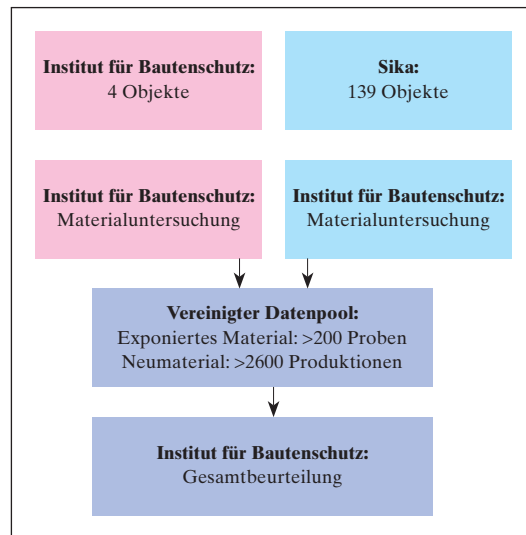 Institut für Bautenschutz:
4 Objekte
Sika:
139 Objekte
Institut für Bautenschutz:
Materialuntersuchung
Institut für Bautenschutz:
Materialuntersuchung
Vereinigter Datenpool:
Exponiertes Material: >200 Proben
Neumaterial: >2600 Produktionen
Institut für Bautenschutz:
Gesamtbeurteilung